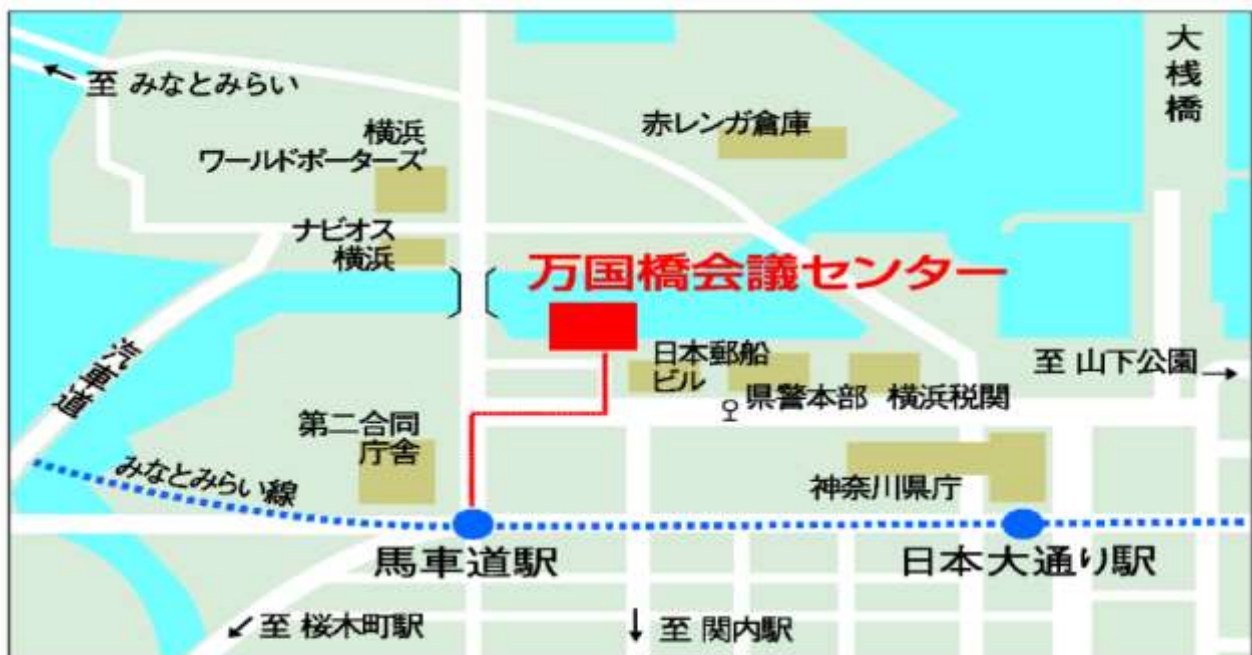 大桟橋
至 みなとみらい
赤レンガ倉庫
横浜
ワールドポーターズ
ナビオス
横浜
万国橋会議センター
汽車道
日本郵船
ビル
至 山下公園
県警本部
横浜税関
第二合同
庁舎
みなとみらい線
神奈川県庁
馬車道駅
日本大通り駅
至 桜木町駅
至 関内駅